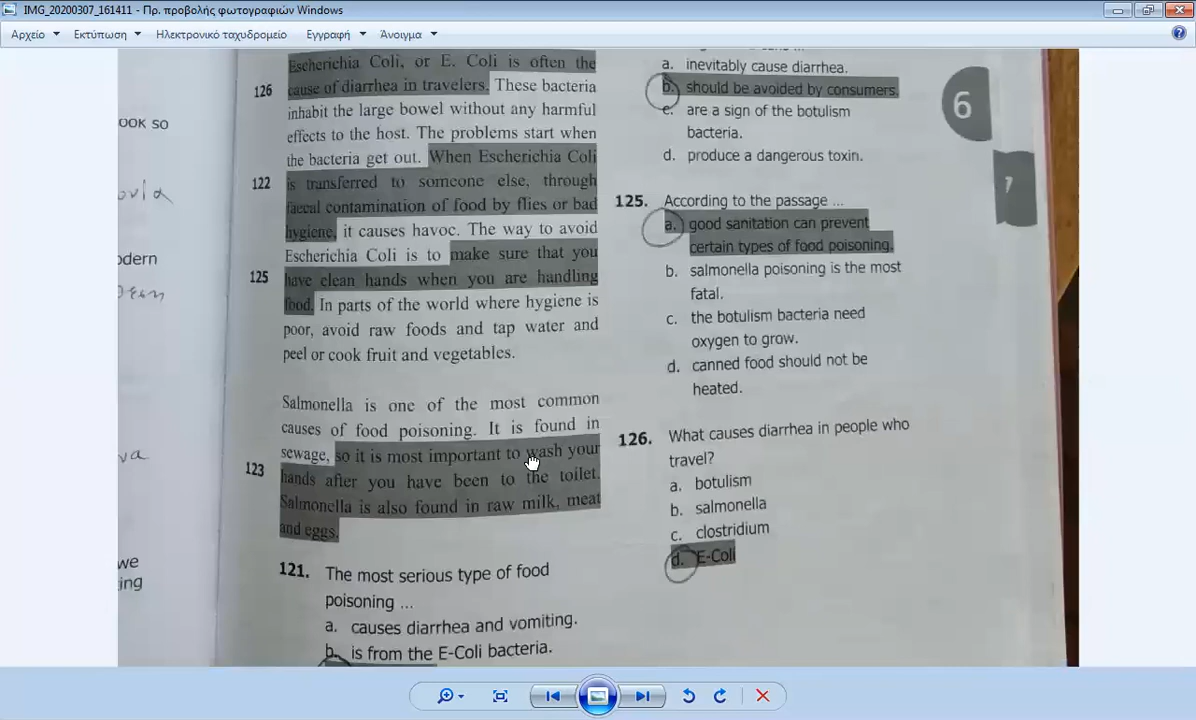 IMG_20200307_161411 - Πρ. προβολής φωτογραφιών Windows
Αρχείο Εκτύπωση Ηλεκτρονικό ταχυδρομείο Εγγραφή Άνοιγμα
ook so
ονία
odern
θεση
να
we
ing
Escherichia Coli, or E. Coli is often the
126 cause of diarrhea in travelers. These bacteria
inhabit the large bowel without any harmful
effects to the host. The problems start when
the bacteria get out. When Escherichia Coli
122 is transferred to someone else, through
faecal contamination of food by flies or bad
hygiene, it causes havoc. The way to avoid
Escherichia Coli is to make sure that you
125 have clean hands when you are handling
food. In parts of the world where hygiene is
poor, avoid raw foods and tap water and
peel or cook fruit and vegetables.
Salmonella is one of the most common
causes of food poisoning. It is found in
sewage, so it is most important to wash your
123 hands after you have been to the toilet.
Salmonella is also found in raw milk, meat
and eggs.
121. The most serious type of food
poisoning ...
a. causes diarrhea and vomiting.
b. is from the E-Coli bacteria.
a. inevitably cause diarrhea.
b. should be avoided by consumers.
c. are a sign of the botulism
bacteria.
d. produce a dangerous toxin.
125. According to the passage ...
a. good sanitation can prevent
certain types of food poisoning.
b. salmonella poisoning is the most
fatal.
c. the botulism bacteria need
oxygen to grow.
d. canned food should not be
heated.
126. What causes diarrhea in people who
travel?
a. botulism
b. salmonella
c. clostridium
d. E-Coli
6